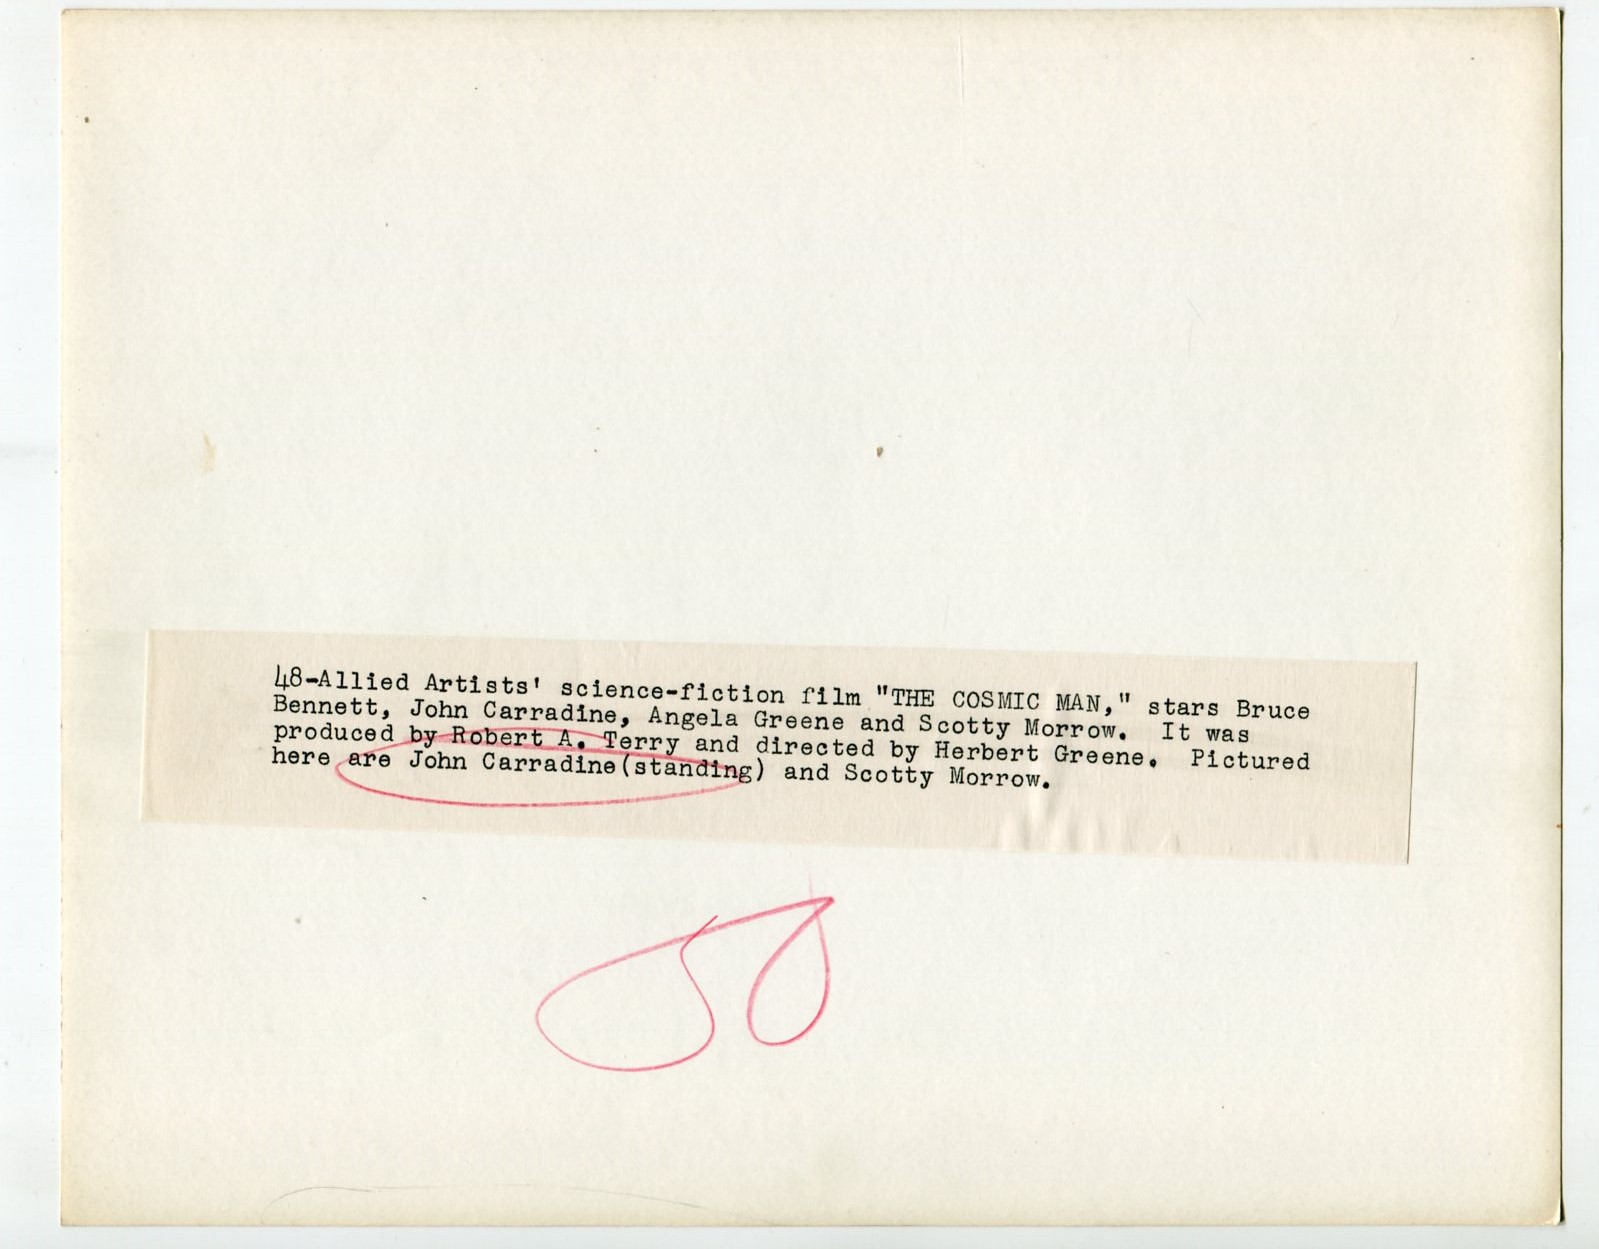 48-Allied Artists' science-fiction film "THE COSMIC MAN," stars Bruce
Bennett, John Carradine, Angela Greene and Scotty Morrow. It was
produced by Robert A. Terry and directed by Herbert Greene. Pictured
here are John Carradine(standing) and Scotty Morrow.
50